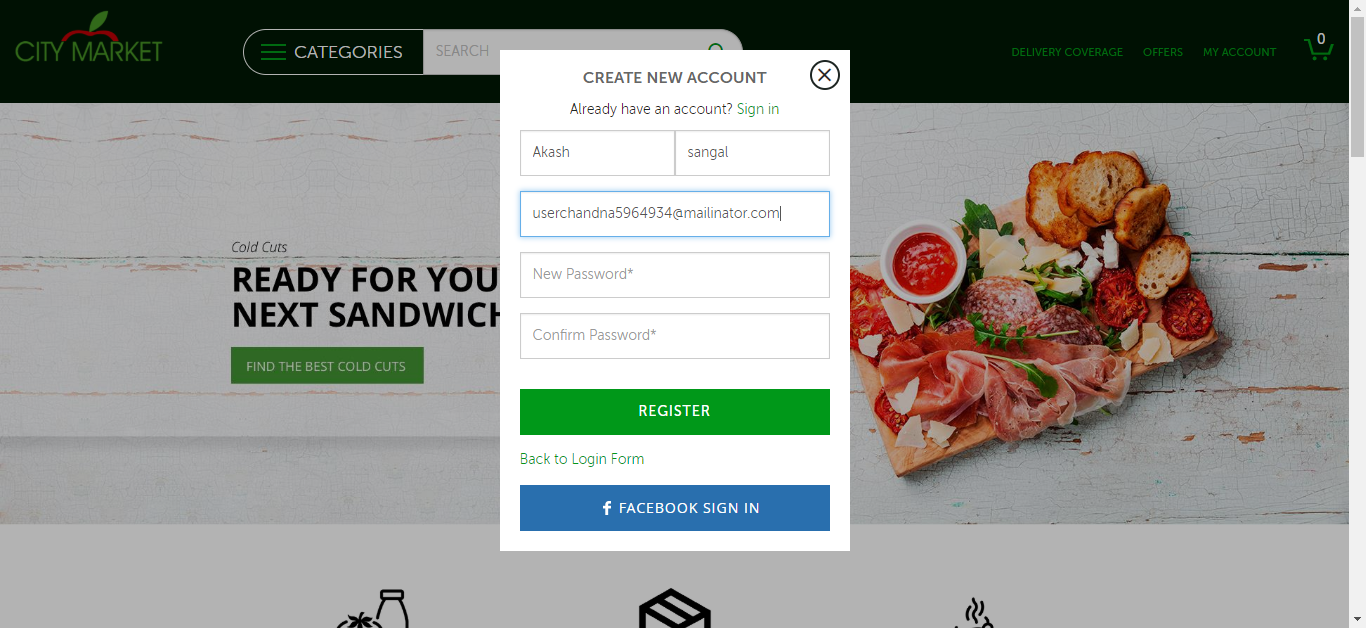 CITY MARKET
CATEGORIES
SEARCH
DELIVERY COVERAGE
OFFERS
MY ACCOUNT
0
CREATE NEW ACCOUNT
Already have an account? Sign in
Akash
sangal
userchandna5964934@mailinator.com
New Password*
Confirm Password*
REGISTER
Back to Login Form
f FACEBOOK SIGN IN
Cold Cuts
READY FOR YOU
NEXT SANDWICH
FIND THE BEST COLD CUTS